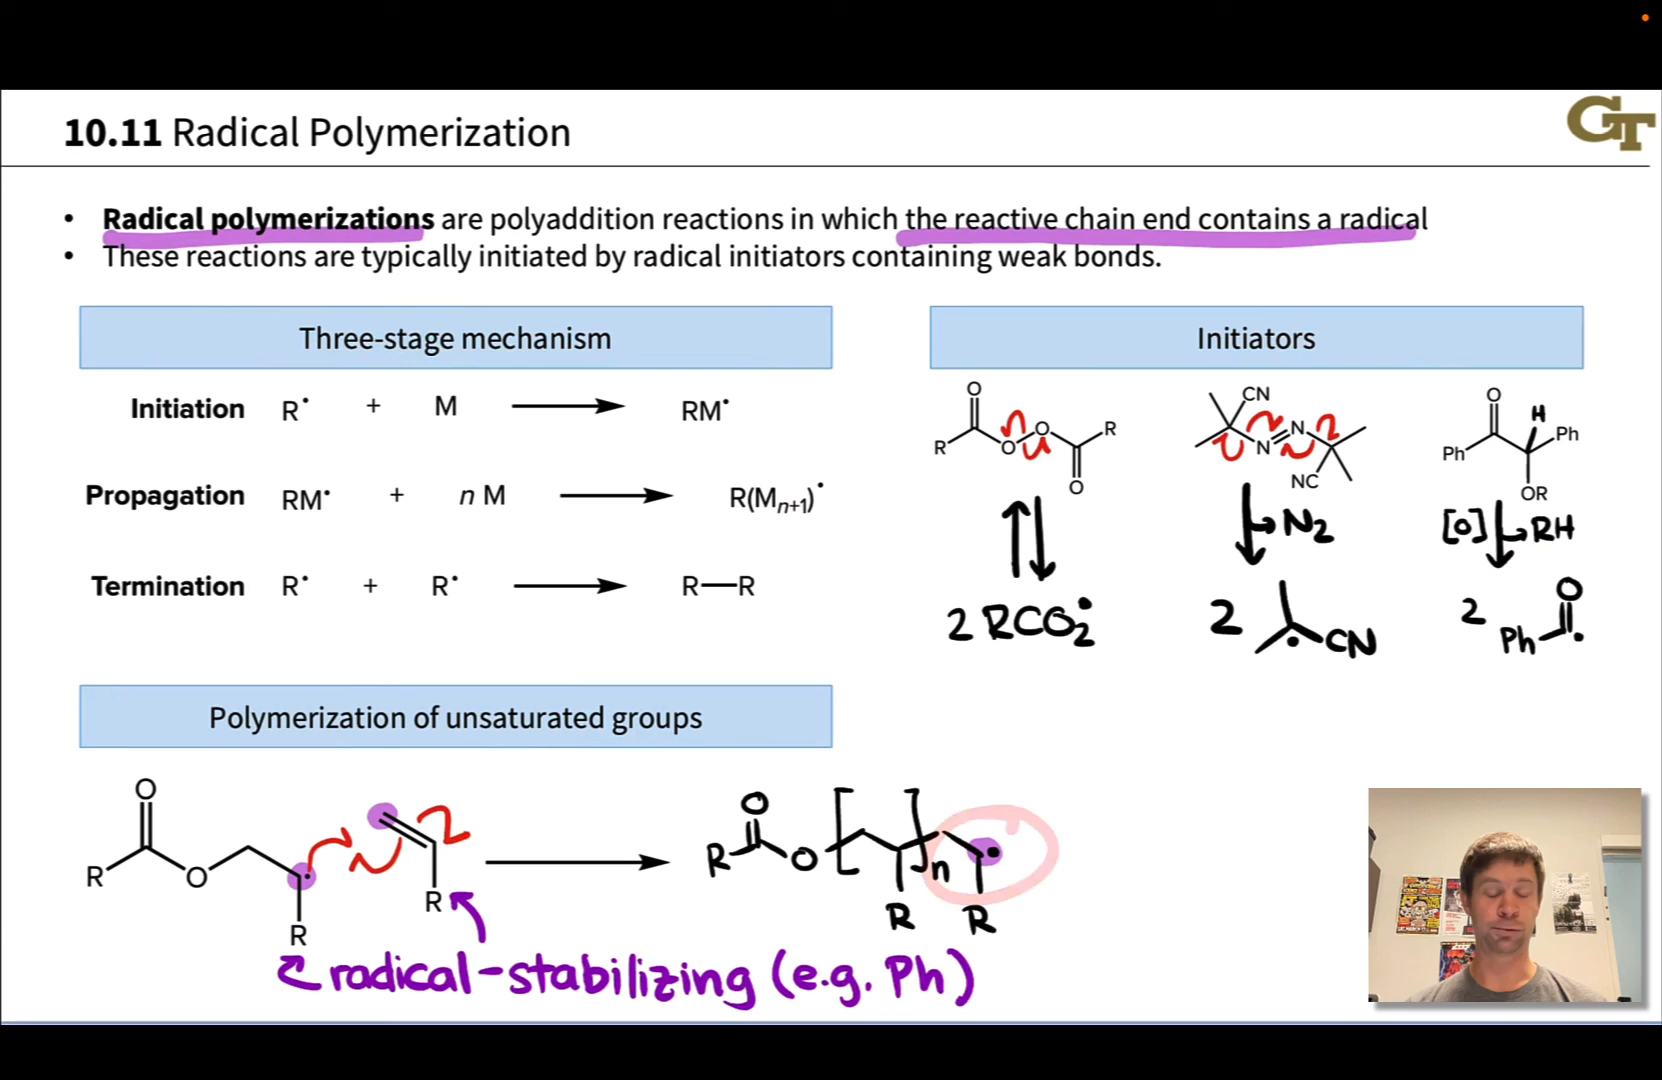 10.11 Radical Polymerization
GT
• Radical polymerizations are polyaddition reactions in which the reactive chain end contains a radical
• These reactions are typically initiated by radical initiators containing weak bonds.
Three-stage mechanism
Initiation R• + M RM•
Propagation RM• + n M R(Mn+1)•
Termination R• + R• R—R
Initiators
O
R O O R
O
2 RCO2•
CN
N N
NC
N2
2 CN
O H
Ph Ph
OR
[O] RH
2 Ph O
Polymerization of unsaturated groups
O
R O
R
R
O
R O [ ]n
R R
radical-stabilizing (e.g. Ph)